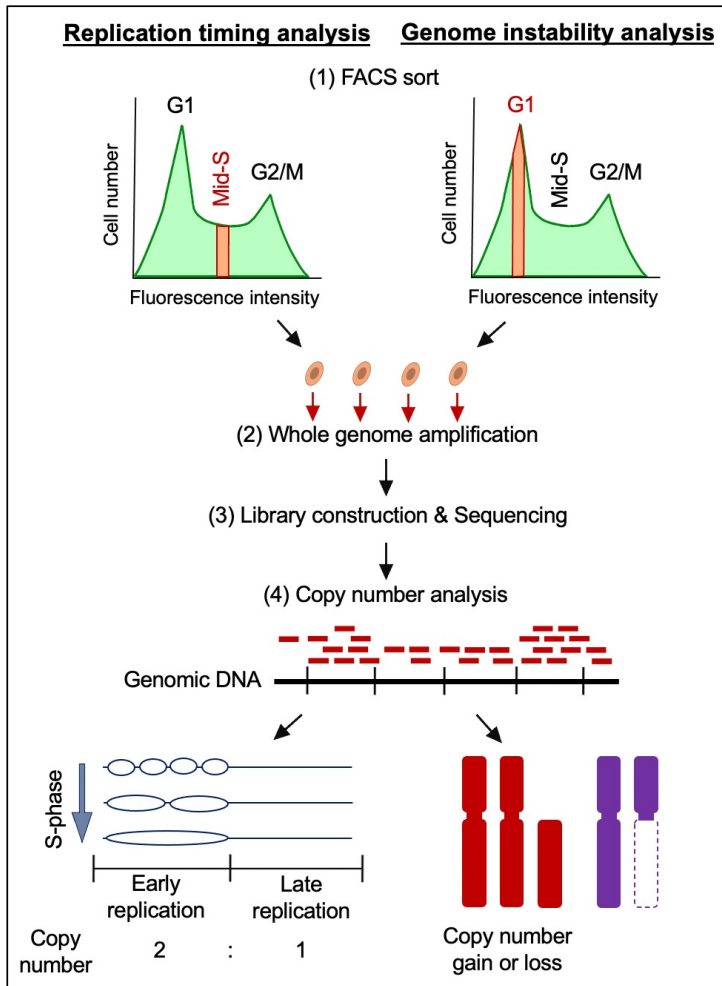 Replication timing analysis
Genome instability analysis
(1) FACS sort
G1
Mid-S
G2/M
Cell number
Fluorescence intensity
G1
Mid-S
G2/M
Cell number
Fluorescence intensity
(2) Whole genome amplification
(3) Library construction & Sequencing
(4) Copy number analysis
Genomic DNA
S-phase
Early
replication
Late
replication
Copy
number
2 : 1
Copy number
gain or loss